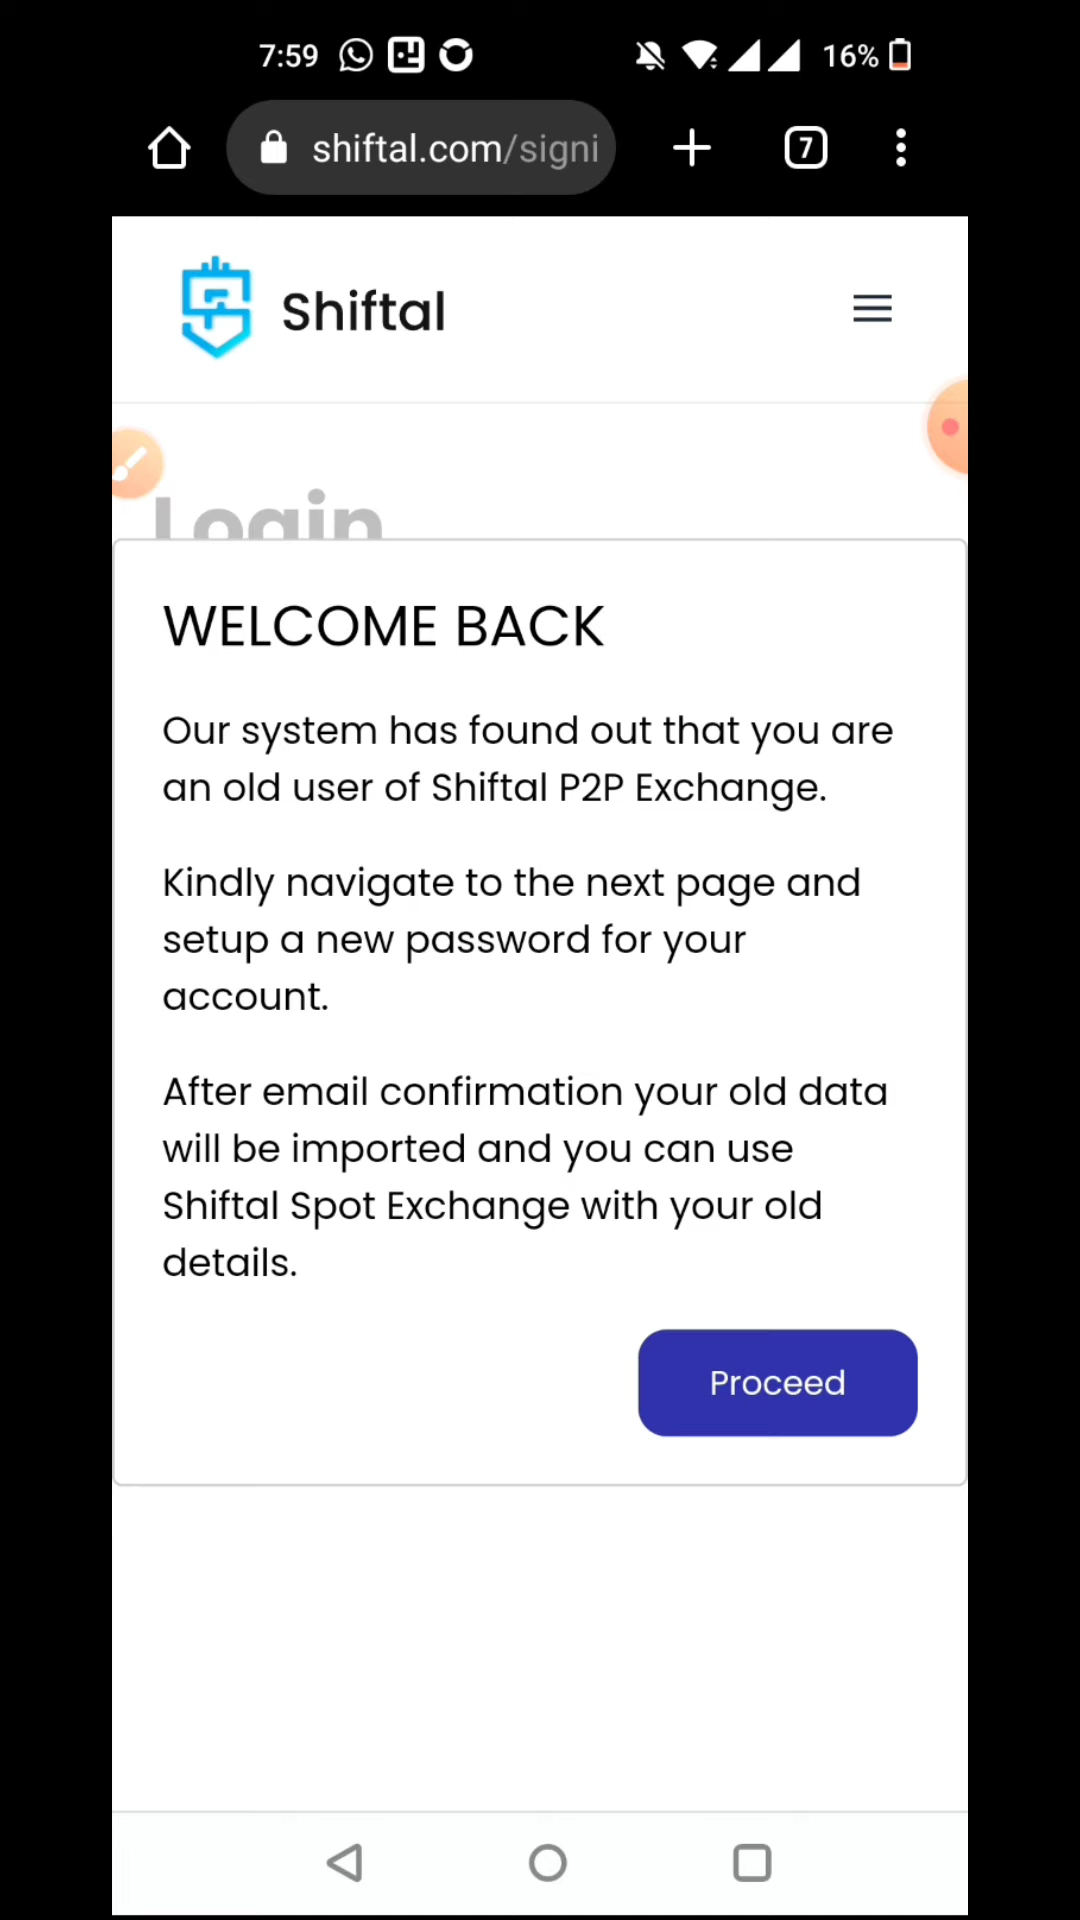 7:59
16%
shiftal.com/signi
7
Shiftal
Login
WELCOME BACK
Our system has found out that you are
an old user of Shiftal P2P Exchange.
Kindly navigate to the next page and
setup a new password for your
account.
After email confirmation your old data
will be imported and you can use
Shiftal Spot Exchange with your old
details.
Proceed